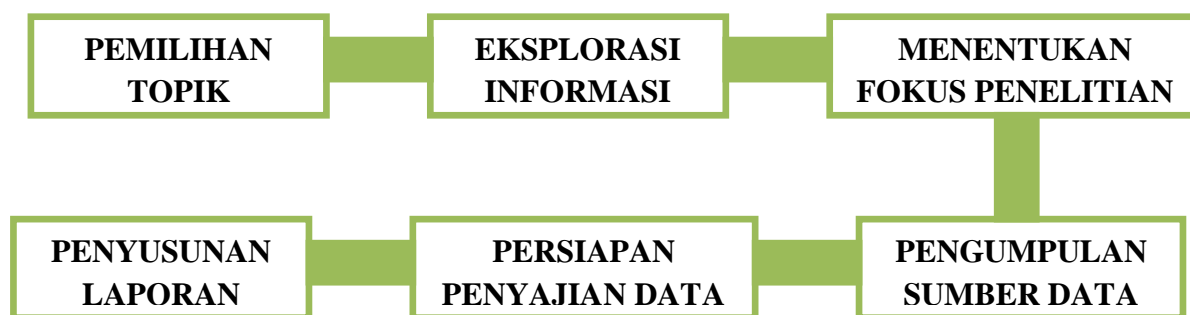 PEMILIHAN
TOPIK
EKSPLORASI
INFORMASI
MENENTUKAN
FOKUS PENELITIAN
PENGUMPULAN
SUMBER DATA
PERSIAPAN
PENYAJIAN DATA
PENYUSUNAN
LAPORAN